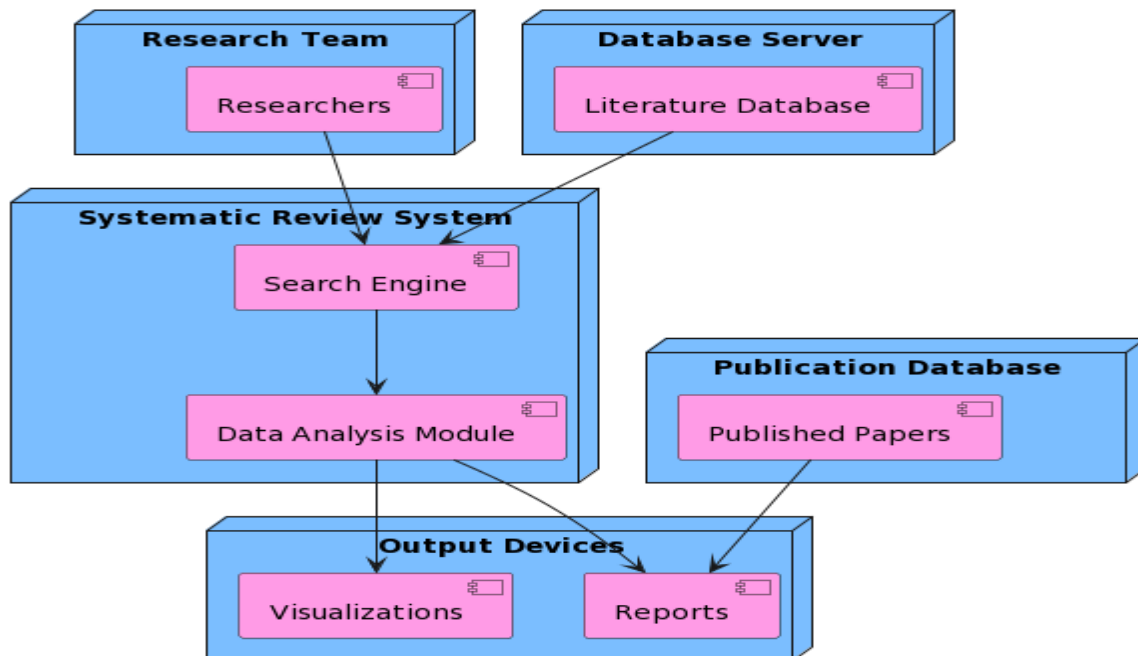 Research Team
Researchers
Database Server
Literature Database
Systematic Review System
Search Engine
Data Analysis Module
Publication Database
Published Papers
Output Devices
Visualizations
Reports